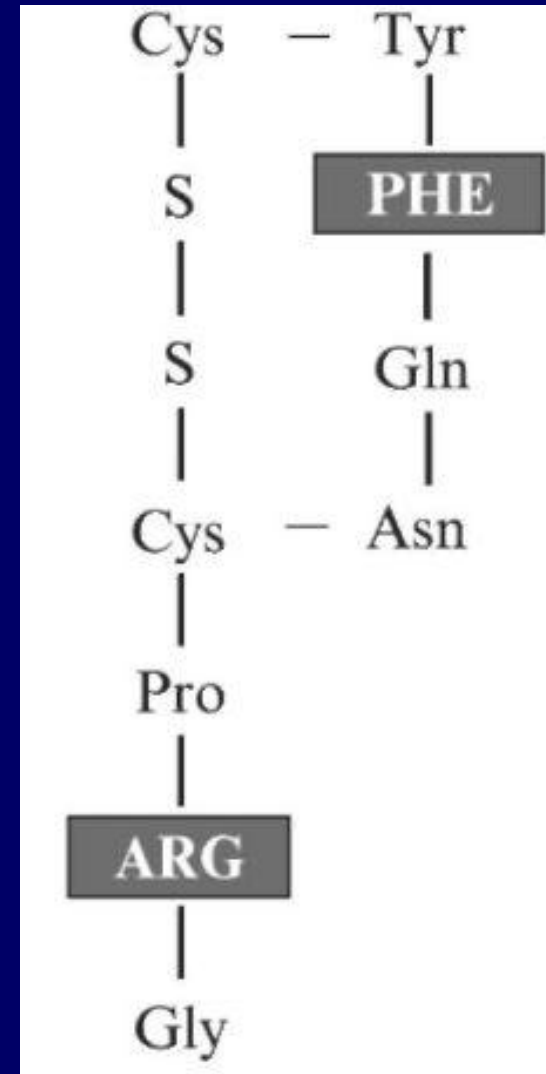 Cys – Tyr
S PHE
S Gln
Cys – Asn
Pro
ARG
Gly